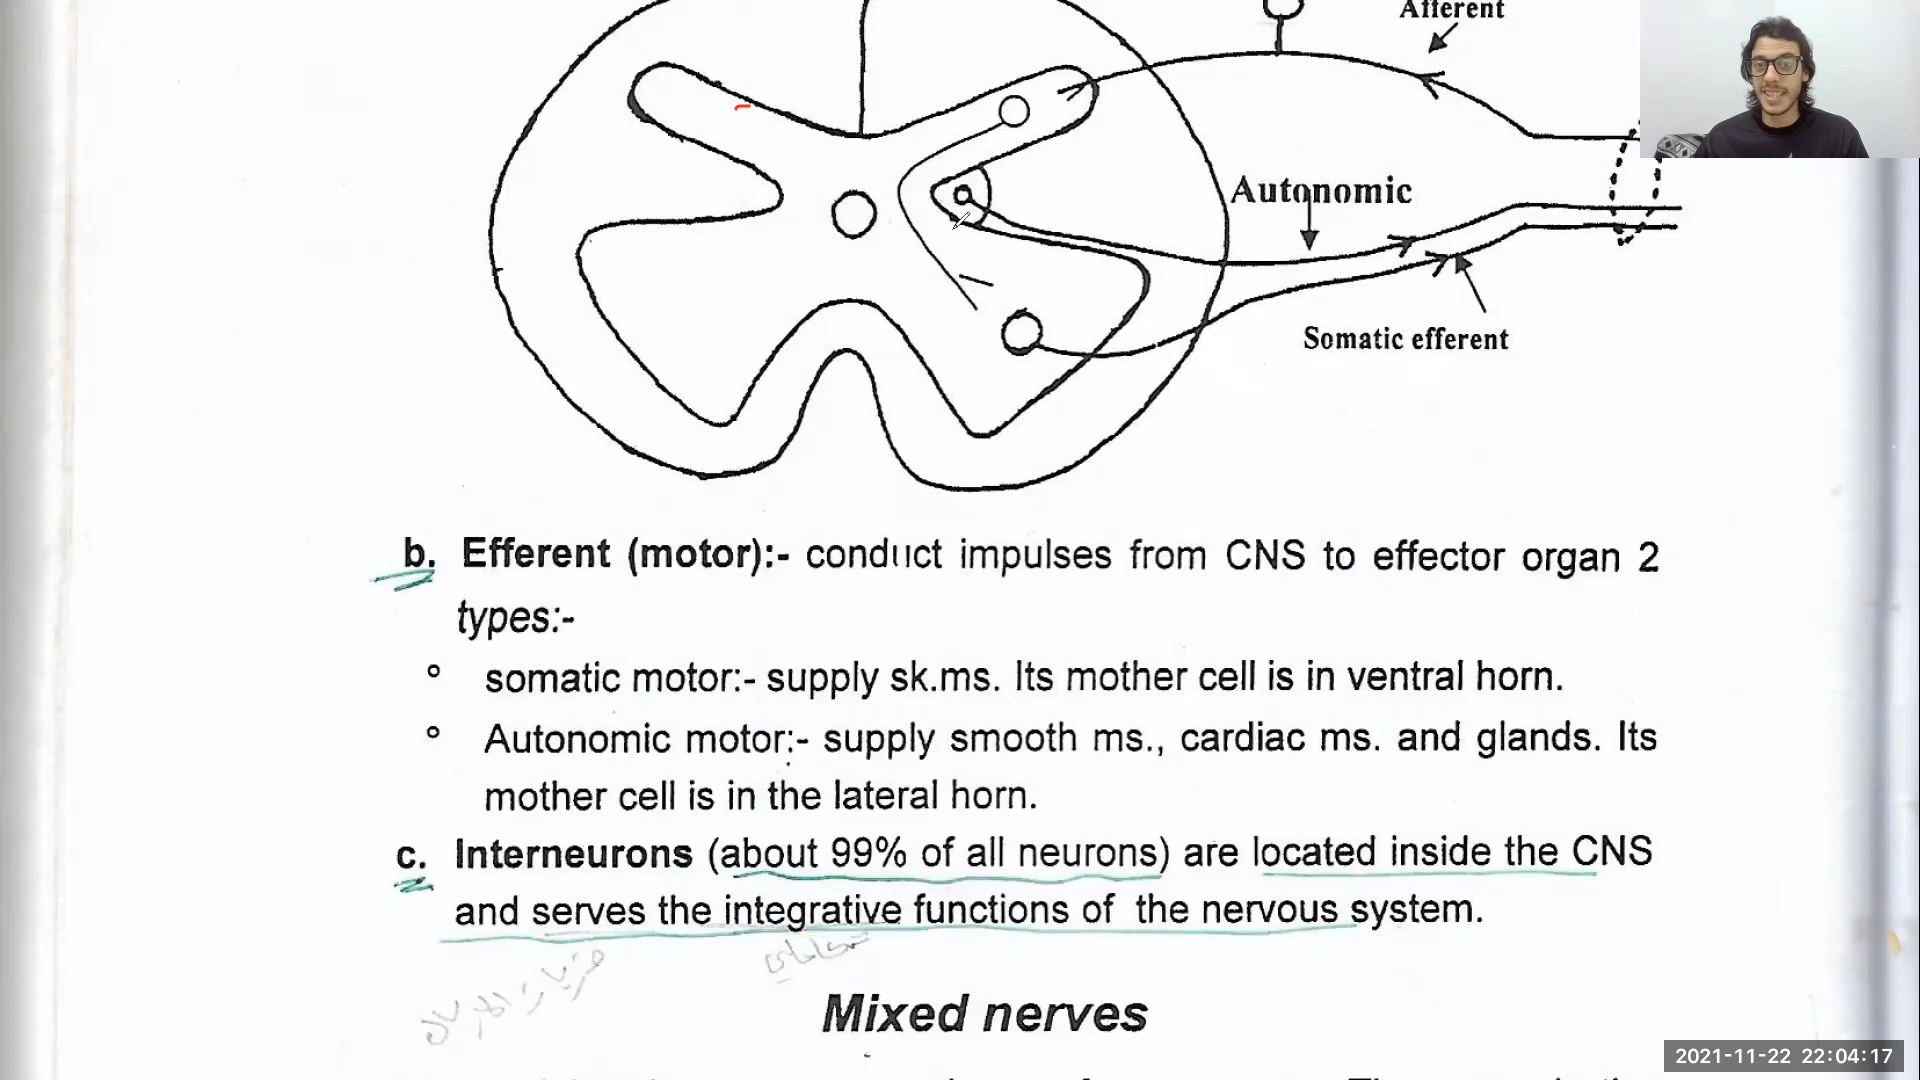 Afferent
Autonomic
Somatic efferent
b. Efferent (motor):- conduct impulses from CNS to effector organ 2
types:-
° somatic motor:- supply sk.ms. Its mother cell is in ventral horn.
° Autonomic motor:- supply smooth ms., cardiac ms. and glands. Its
mother cell is in the lateral horn.
c. Interneurons (about 99% of all neurons) are located inside the CNS
and serves the integrative functions of the nervous system.
تكاملي
Mixed nerves
2021-11-22 22:04:17